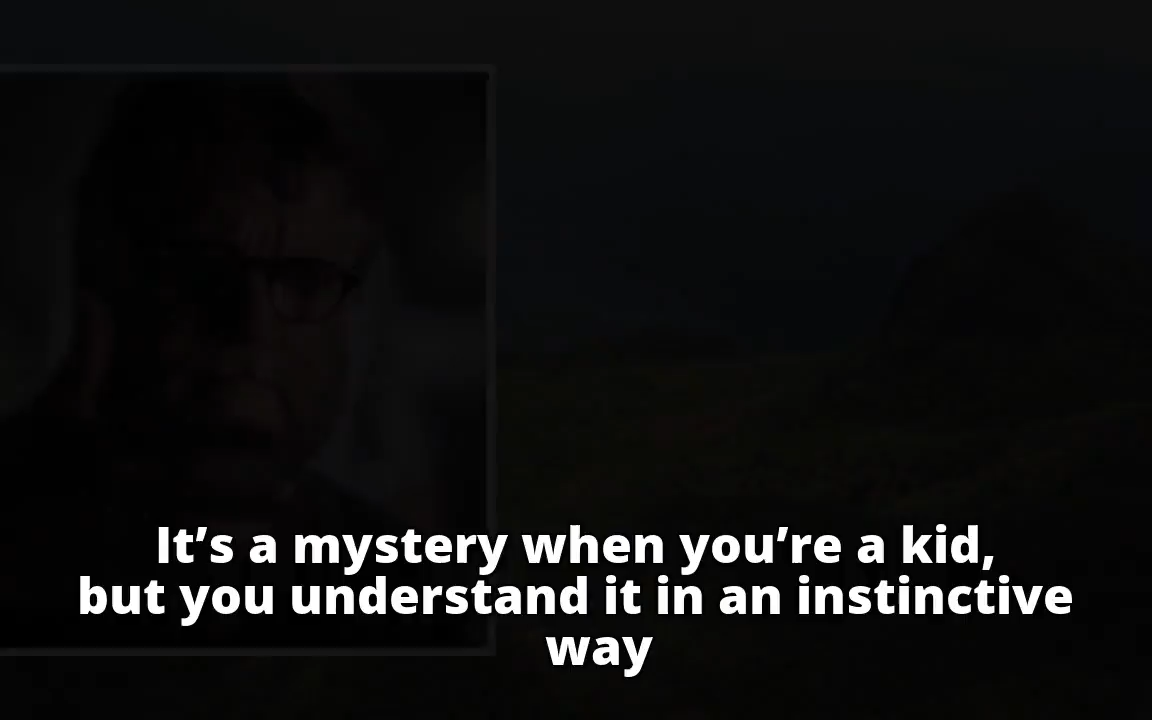 It’s a mystery when you’re a kid,
but you understand it in an instinctive
way